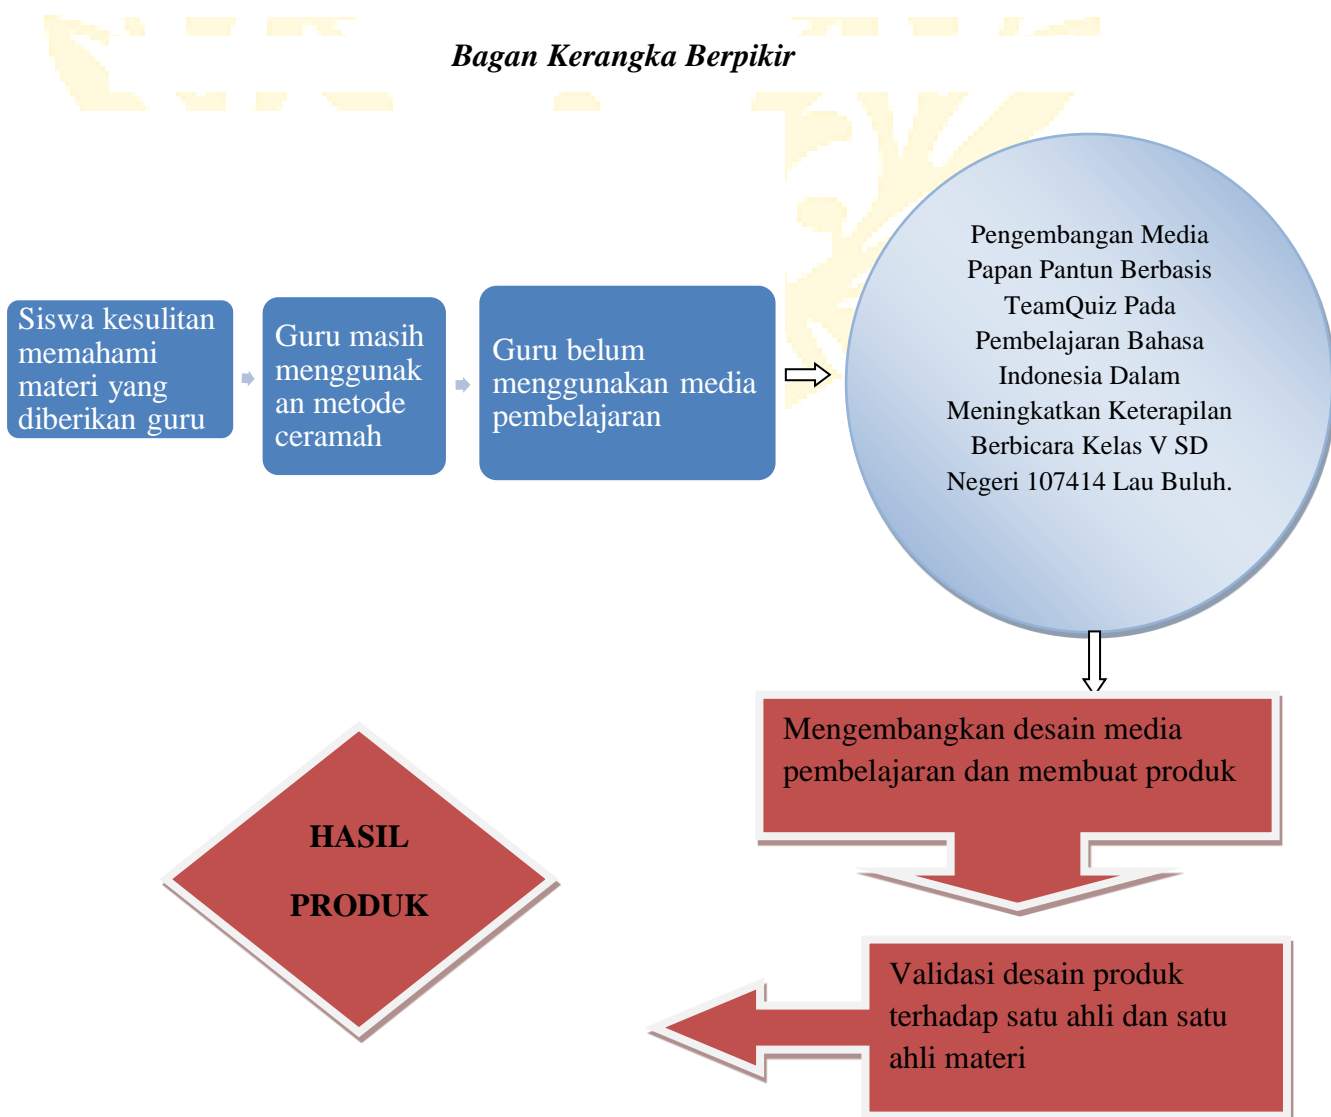 Bagan Kerangka Berpikir
Siswa kesulitan
memahami
materi yang
diberikan guru
Guru masih
menggunak
an metode
ceramah
Guru belum
menggunakan media
pembelajaran
Pengembangan Media
Papan Pantun Berbasis
TeamQuiz Pada
Pembelajaran Bahasa
Indonesia Dalam
Meningkatkan Keterapilan
Berbicara Kelas V SD
Negeri 107414 Lau Buluh.
Mengembangkan desain media
pembelajaran dan membuat produk
Validasi desain produk
terhadap satu ahli dan satu
ahli materi
HASIL
PRODUK